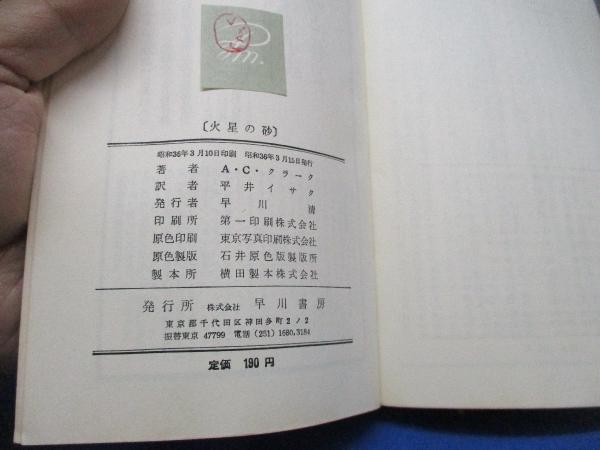 〔火星の砂〕
昭和36年3月10日印刷 昭和36年3月15日発行
著者 A・C・クラーク
訳者 平井イサク
発行者 早川清
印刷所 第一印刷株式会社
原色印刷 東京写真印刷株式会社
原色製版 石井原色版製版所
製本所 横田製本株式会社
発行所 株式会社 早川書房
東京都千代田区神田多町2ノ2
振替東京 47799 電話 (251) 1680,3184
定価 190円